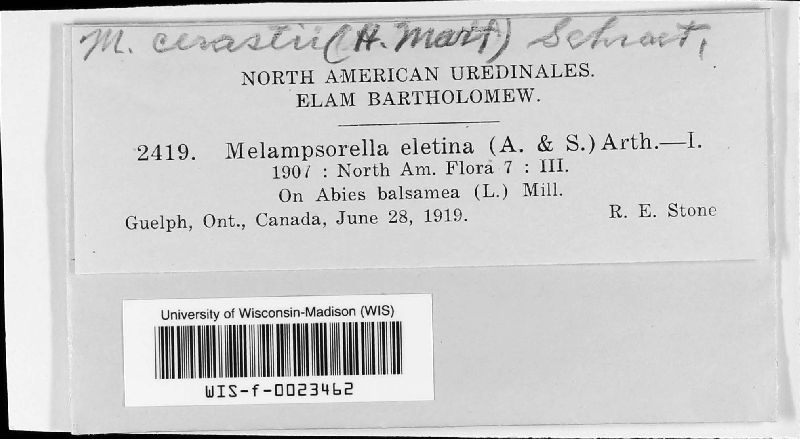 M. cerastii (H. Mart) Schroet,
NORTH AMERICAN UREDINALES.
ELAM BARTHOLOMEW.
2419. Melampsorella eletina (A. & S.) Arth.—I.
1907 : North Am. Flora 7 : III.
On Abies balsamea (L.) Mill.
Guelph, Ont., Canada, June 28, 1919. R. E. Stone
University of Wisconsin-Madison (WIS)
WIS-f-0023462